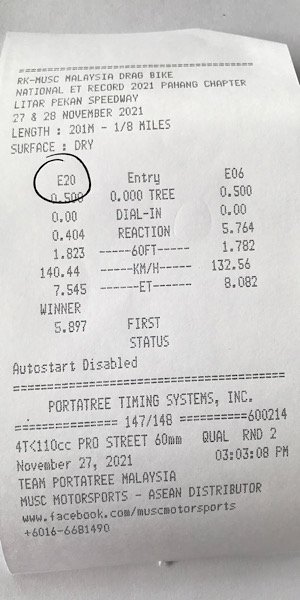 ==================================
RK-MUSC MALAYSIA DRAG BIKE
NATIONAL ET RECORD 2021 PAHANG CHAPTER
LITAR PEKAN SPEEDWAY
27 & 28 NOVEMBER 2021
LENGTH : 201M - 1/8 MILES
SURFACE : DRY
E20 Entry E06
0.500 0.000 TREE 0.500
0.00 DIAL-IN 0.00
0.404 REACTION 5.764
1.823 ------60FT------ 1.782
140.44 ------KM/H------ 132.56
7.545 ------ET------ 8.082
WINNER
5.897 FIRST
STATUS
Autostart Disabled
==================================
PORTATREE TIMING SYSTEMS, INC.
=============== 147/148 ==========600214
4T<110cc PRO STREET 60mm QUAL RND 2
November 27, 2021 03:03:08 PM
TEAM PORTATREE MALAYSIA
MUSC MOTORSPORTS - ASEAN DISTRIBUTOR
www.facebook.com/muscmotorsports
+6016-6681490